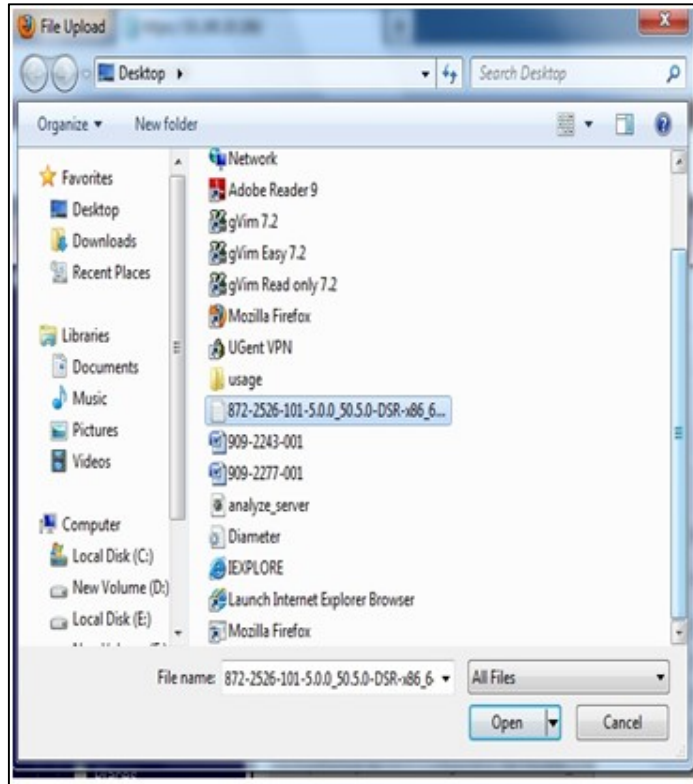 File Upload
Desktop
Search Desktop
Organize
New folder
Favorites
Desktop
Downloads
Recent Places
Libraries
Documents
Music
Pictures
Videos
Computer
Local Disk (C:)
New Volume (D:)
Local Disk (E:)
Network
Adobe Reader 9
gVim 7.2
gVim Easy 7.2
gVim Read only 7.2
Mozilla Firefox
UGent VPN
usage
872-2526-101-5.0.0_50.5.0-DSR-x86_6...
909-2243-001
909-2277-001
analyze_server
Diameter
IEXPLORE
Launch Internet Explorer Browser
Mozilla Firefox
File name: 872-2526-101-5.0.0_50.5.0-DSR-x86_6
All Files
Open
Cancel